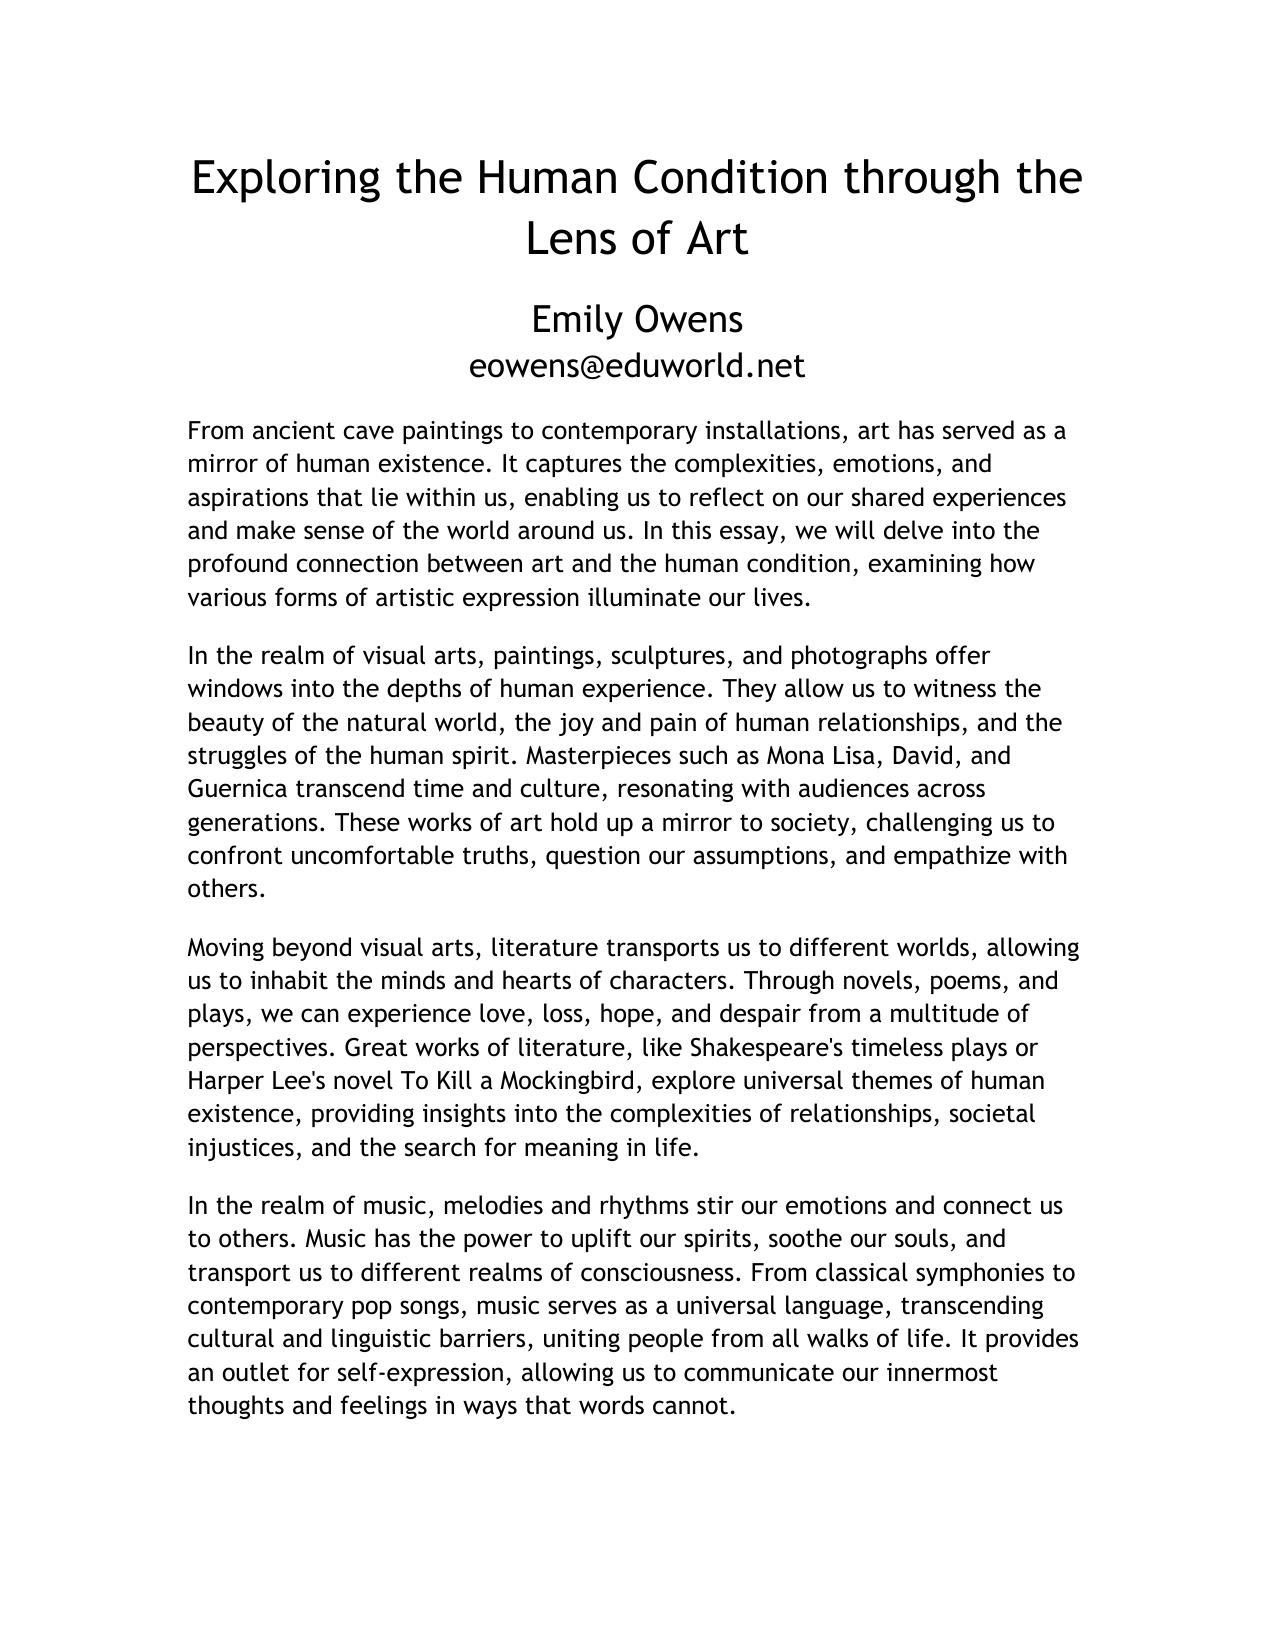 Exploring the Human Condition through the
Lens of Art
Emily Owens
eowens@eduworld.net
From ancient cave paintings to contemporary installations, art has served as a
mirror of human existence. It captures the complexities, emotions, and
aspirations that lie within us, enabling us to reflect on our shared experiences
and make sense of the world around us. In this essay, we will delve into the
profound connection between art and the human condition, examining how
various forms of artistic expression illuminate our lives.
In the realm of visual arts, paintings, sculptures, and photographs offer
windows into the depths of human experience. They allow us to witness the
beauty of the natural world, the joy and pain of human relationships, and the
struggles of the human spirit. Masterpieces such as Mona Lisa, David, and
Guernica transcend time and culture, resonating with audiences across
generations. These works of art hold up a mirror to society, challenging us to
confront uncomfortable truths, question our assumptions, and empathize with
others.
Moving beyond visual arts, literature transports us to different worlds, allowing
us to inhabit the minds and hearts of characters. Through novels, poems, and
plays, we can experience love, loss, hope, and despair from a multitude of
perspectives. Great works of literature, like Shakespeare's timeless plays or
Harper Lee's novel To Kill a Mockingbird, explore universal themes of human
existence, providing insights into the complexities of relationships, societal
injustices, and the search for meaning in life.
In the realm of music, melodies and rhythms stir our emotions and connect us
to others. Music has the power to uplift our spirits, soothe our souls, and
transport us to different realms of consciousness. From classical symphonies to
contemporary pop songs, music serves as a universal language, transcending
cultural and linguistic barriers, uniting people from all walks of life. It provides
an outlet for self-expression, allowing us to communicate our innermost
thoughts and feelings in ways that words cannot.